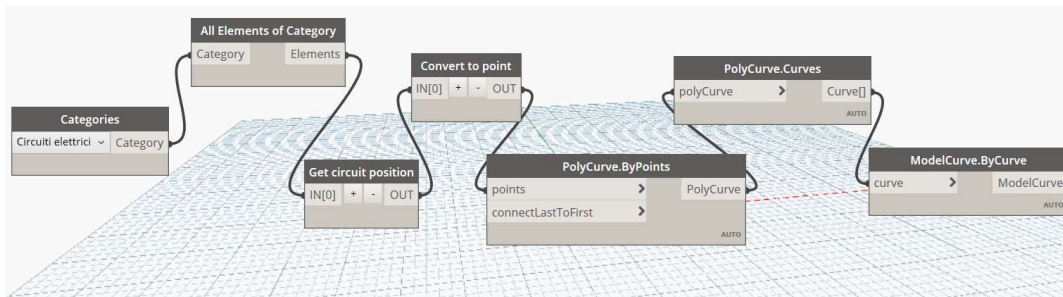 Categories
Circuiti elettrici Category
All Elements of Category
Category Elements
Get circuit position
IN[0] + - OUT
Convert to point
IN[0] + - OUT
PolyCurve.ByPoints
points > PolyCurve
connectLastToFirst >
AUTO
PolyCurve.Curves
polyCurve > Curve[]
AUTO
ModelCurve.ByCurve
curve > ModelCurve
AUTO